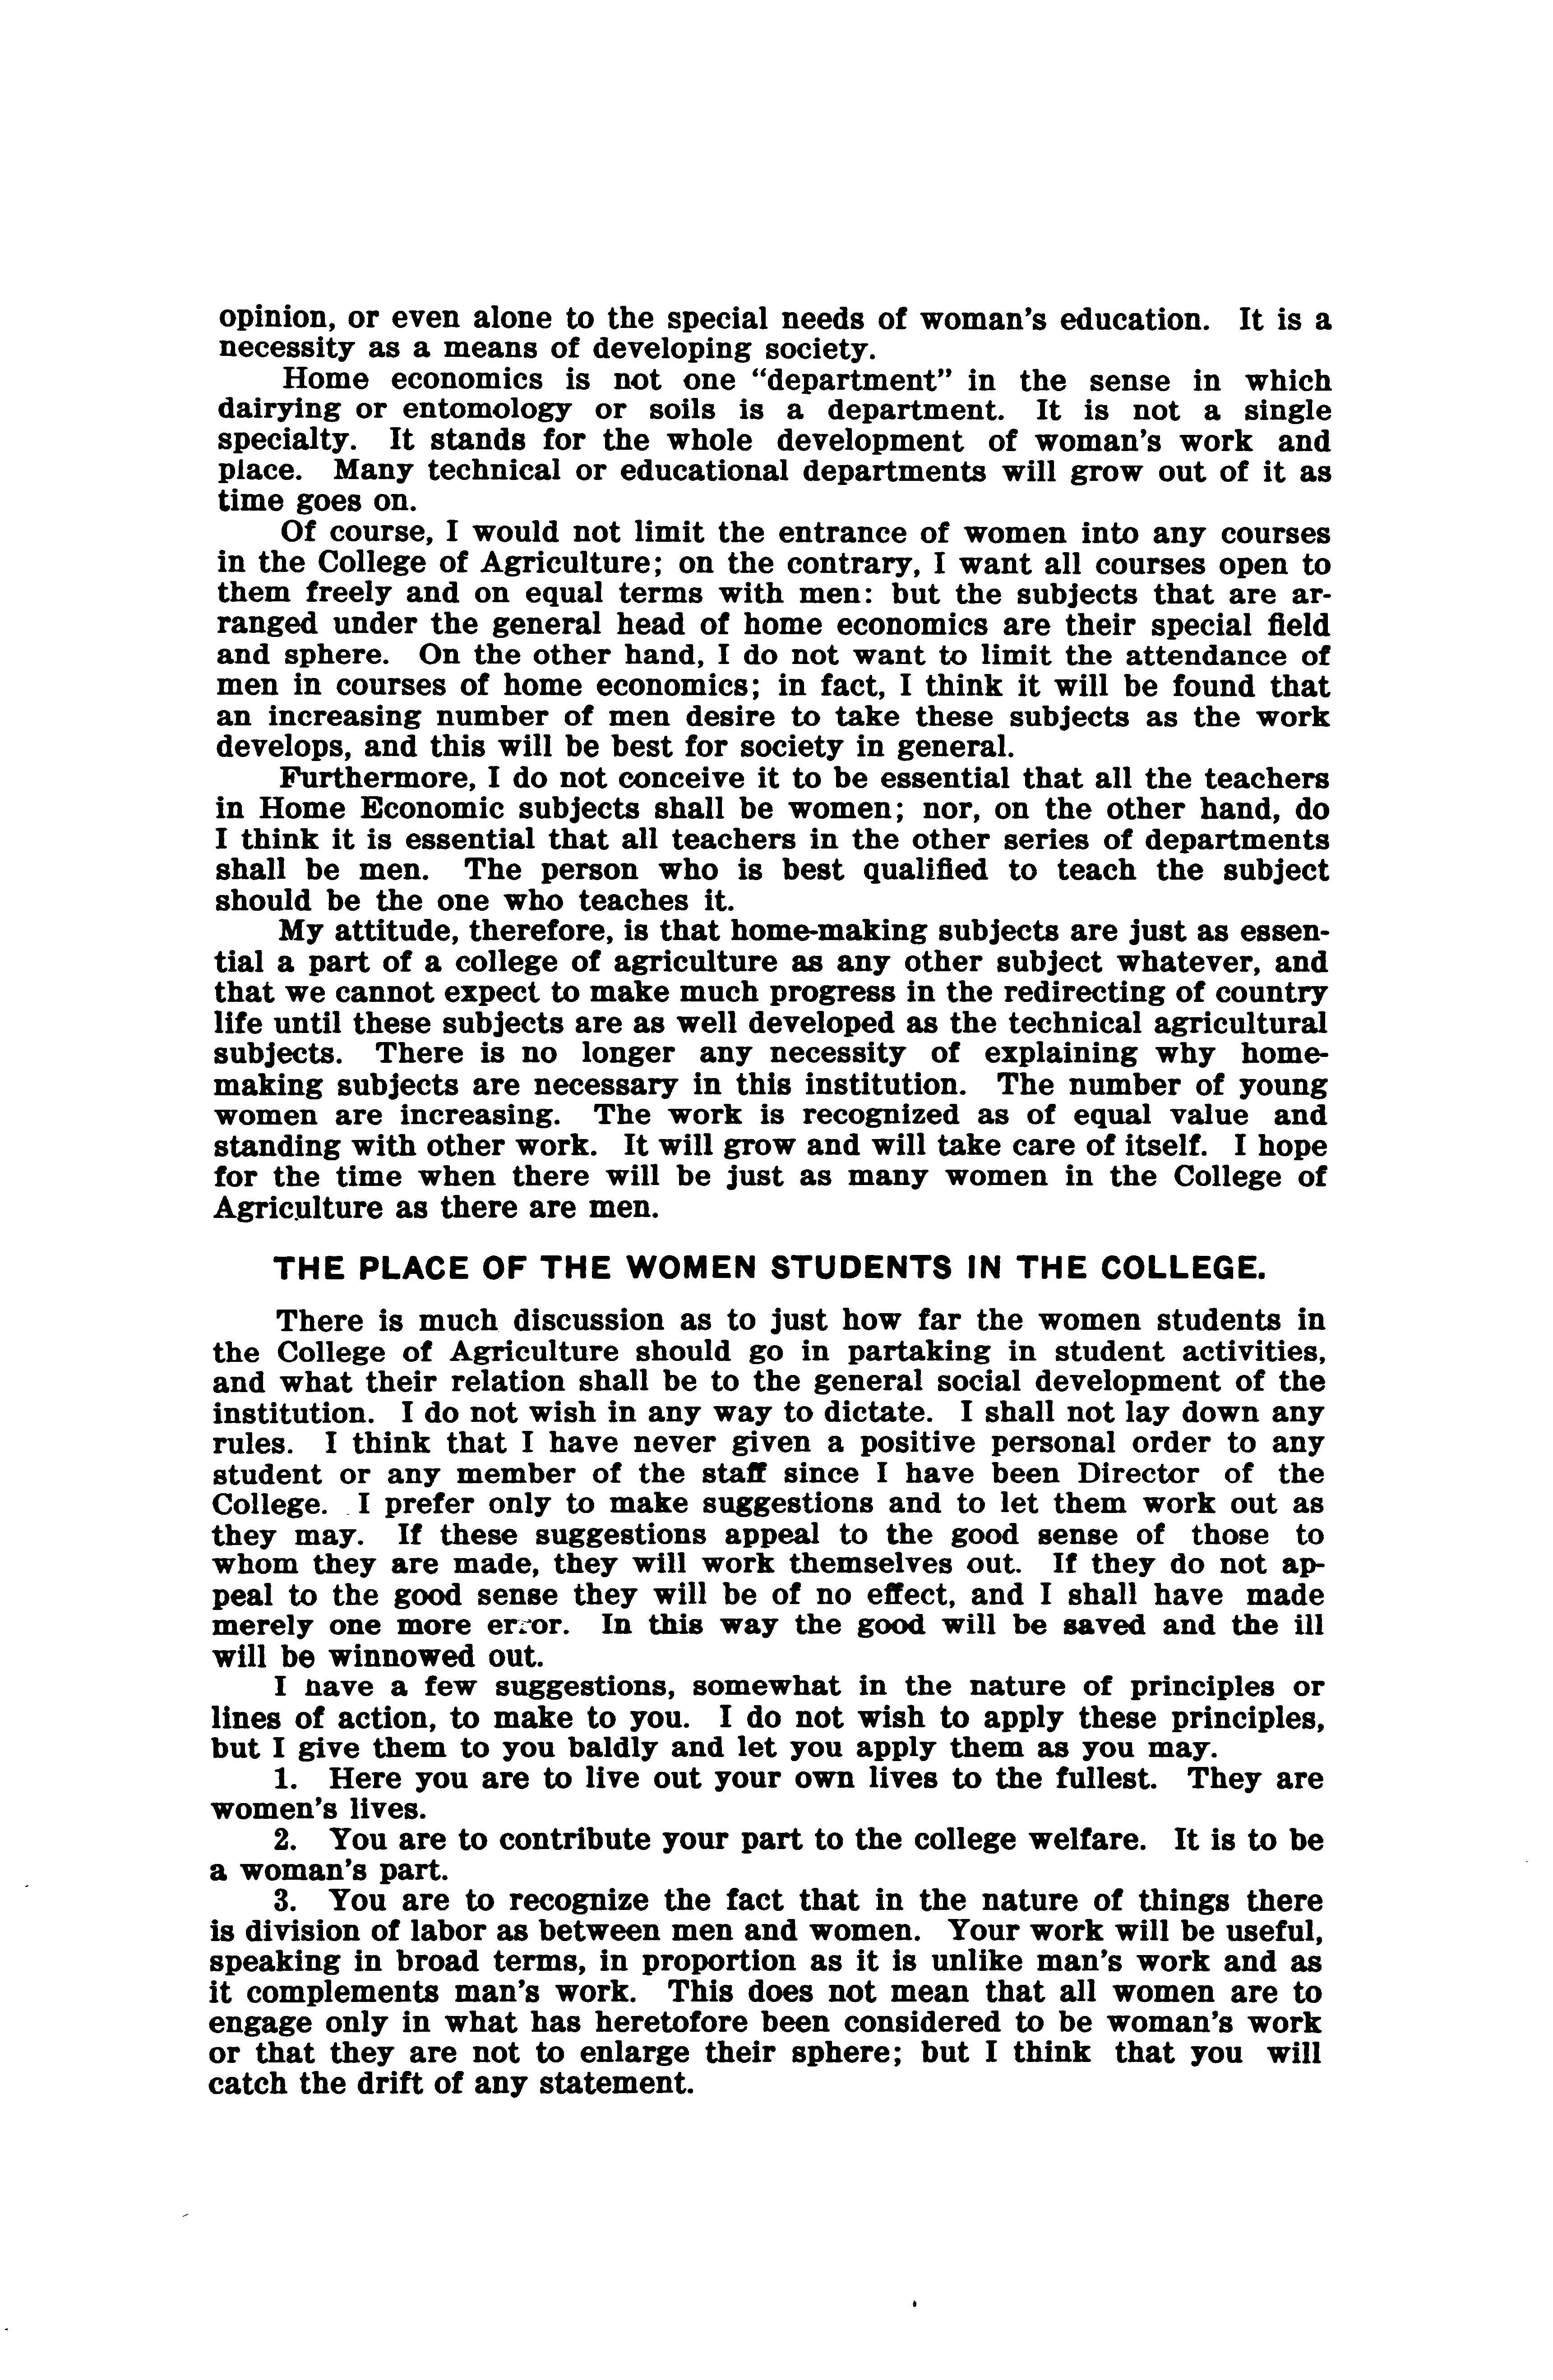 opinion, or even alone to the special needs of woman's education. It is a
necessity as a means of developing society.
Home economics is not one "department" in the sense in which
dairying or entomology or soils is a department. It is not a single
specialty. It stands for the whole development of woman's work and
place. Many technical or educational departments will grow out of it as
time goes on.
Of course, I would not limit the entrance of women into any courses
in the College of Agriculture; on the contrary, I want all courses open to
them freely and on equal terms with men: but the subjects that are ar-
ranged under the general head of home economics are their special field
and sphere. On the other hand, I do not want to limit the attendance of
men in courses of home economics; in fact, I think it will be found that
an increasing number of men desire to take these subjects as the work
develops, and this will be best for society in general.
Furthermore, I do not conceive it to be essential that all the teachers
in Home Economic subjects shall be women; nor, on the other hand, do
I think it is essential that all teachers in the other series of departments
shall be men. The person who is best qualified to teach the subject
should be the one who teaches it.
My attitude, therefore, is that home-making subjects are just as essen-
tial a part of a college of agriculture as any other subject whatever, and
that we cannot expect to make much progress in the redirecting of country
life until these subjects are as well developed as the technical agricultural
subjects. There is no longer any necessity of explaining why home-
making subjects are necessary in this institution. The number of young
women are increasing. The work is recognized as of equal value and
standing with other work. It will grow and will take care of itself. I hope
for the time when there will be just as many women in the College of
Agriculture as there are men.
THE PLACE OF THE WOMEN STUDENTS IN THE COLLEGE.
There is much discussion as to just how far the women students in
the College of Agriculture should go in partaking in student activities,
and what their relation shall be to the general social development of the
institution. I do not wish in any way to dictate. I shall not lay down any
rules. I think that I have never given a positive personal order to any
student or any member of the staff since I have been Director of the
College. I prefer only to make suggestions and to let them work out as
they may. If these suggestions appeal to the good sense of those to
whom they are made, they will work themselves out. If they do not ap-
peal to the good sense they will be of no effect, and I shall have made
merely one more error. In this way the good will be saved and the ill
will be winnowed out.
I have a few suggestions, somewhat in the nature of principles or
lines of action, to make to you. I do not wish to apply these principles,
but I give them to you baldly and let you apply them as you may.
1. Here you are to live out your own lives to the fullest. They are
women's lives.
2. You are to contribute your part to the college welfare. It is to be
a woman's part.
3. You are to recognize the fact that in the nature of things there
is division of labor as between men and women. Your work will be useful,
speaking in broad terms, in proportion as it is unlike man's work and as
it complements man's work. This does not mean that all women are to
engage only in what has heretofore been considered to be woman's work
or that they are not to enlarge their sphere; but I think that you will
catch the drift of any statement.